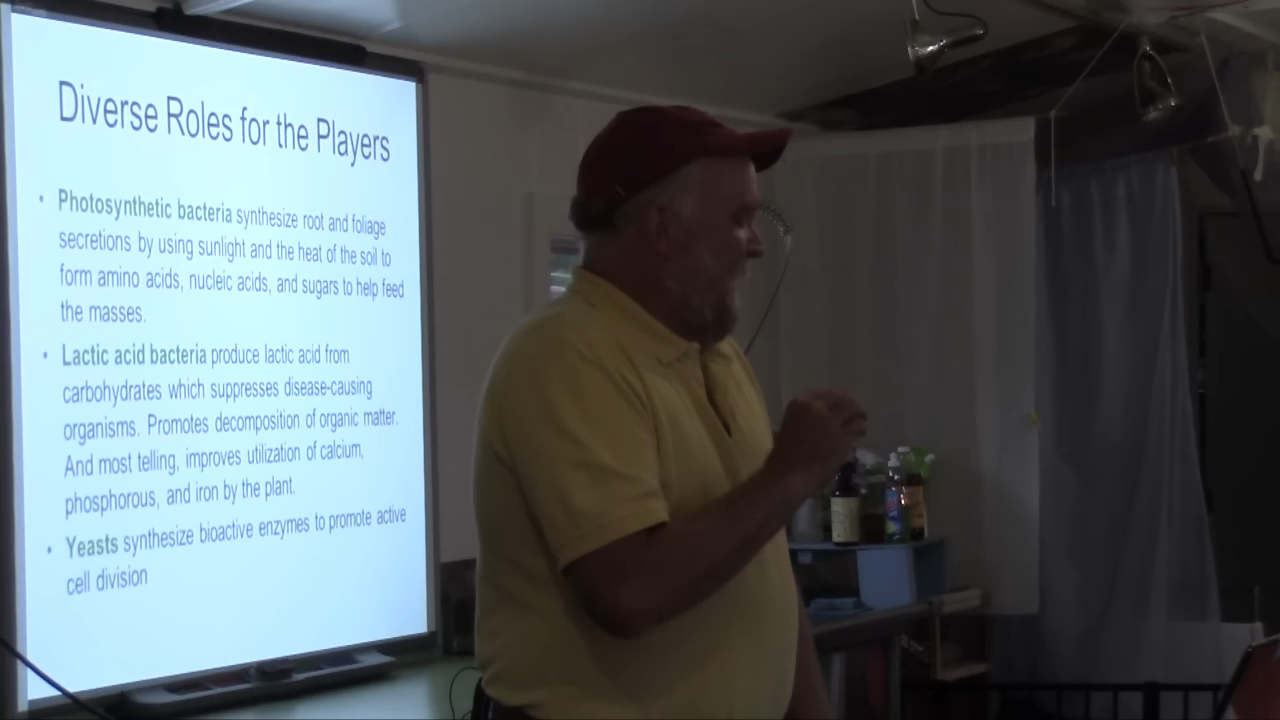 Diverse Roles for the Players
• Photosynthetic bacteria synthesize root and foliage
secretions by using sunlight and the heat of the soil to
form amino acids, nucleic acids, and sugars to help feed
the masses.
• Lactic acid bacteria produce lactic acid from
carbohydrates which suppresses disease-causing
organisms. Promotes decomposition of organic matter.
And most telling, improves utilization of calcium,
phosphorous, and iron by the plant.
• Yeasts synthesize bioactive enzymes to promote active
cell division